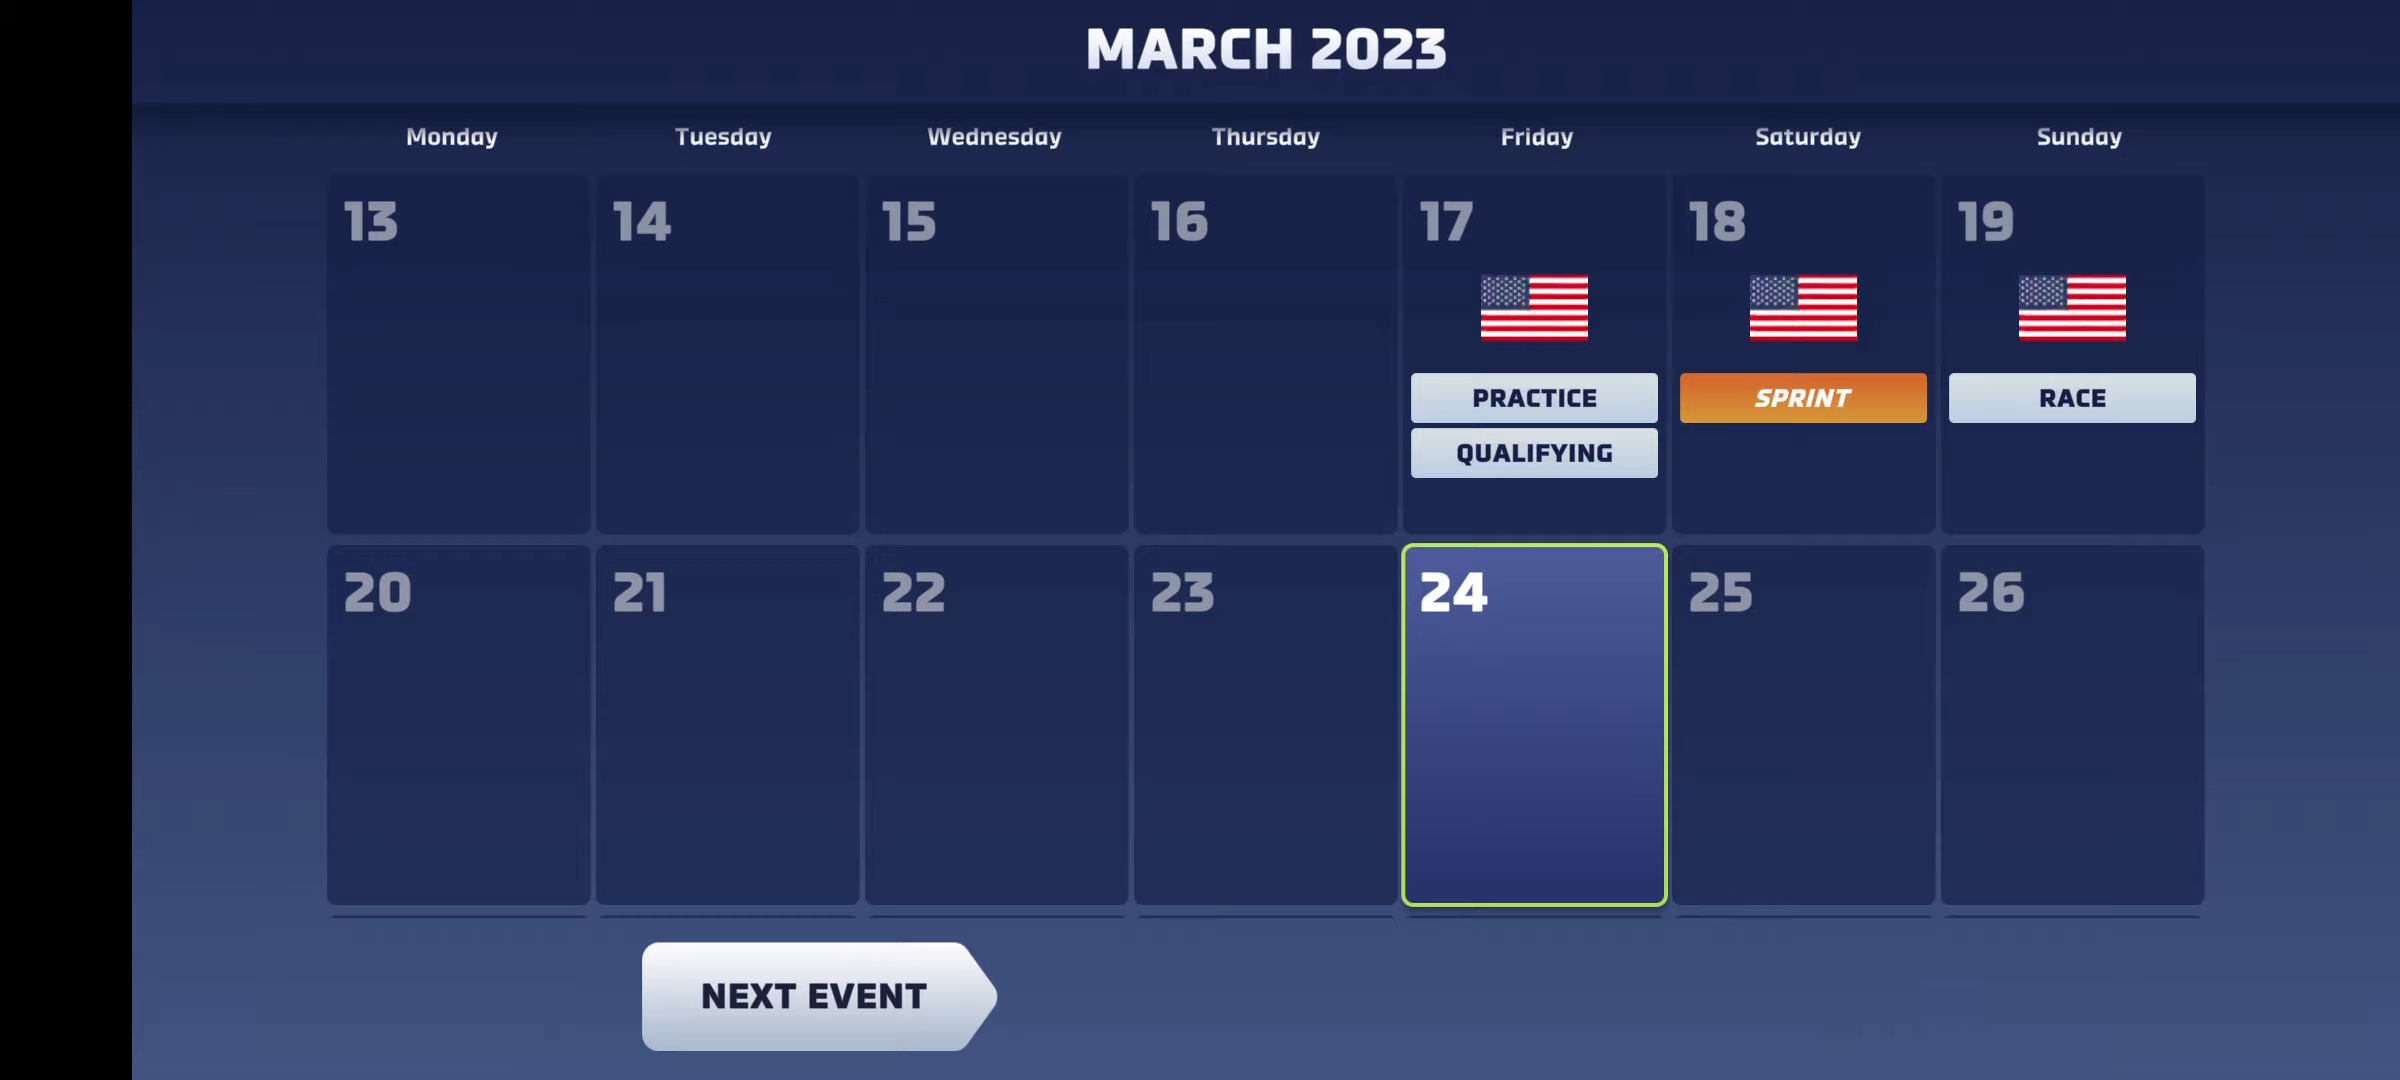 MARCH 2023
Monday Tuesday Wednesday Thursday Friday Saturday Sunday
13 14 15 16 17 18 19
PRACTICE SPRINT RACE
QUALIFYING
20 21 22 23 24 25 26
NEXT EVENT